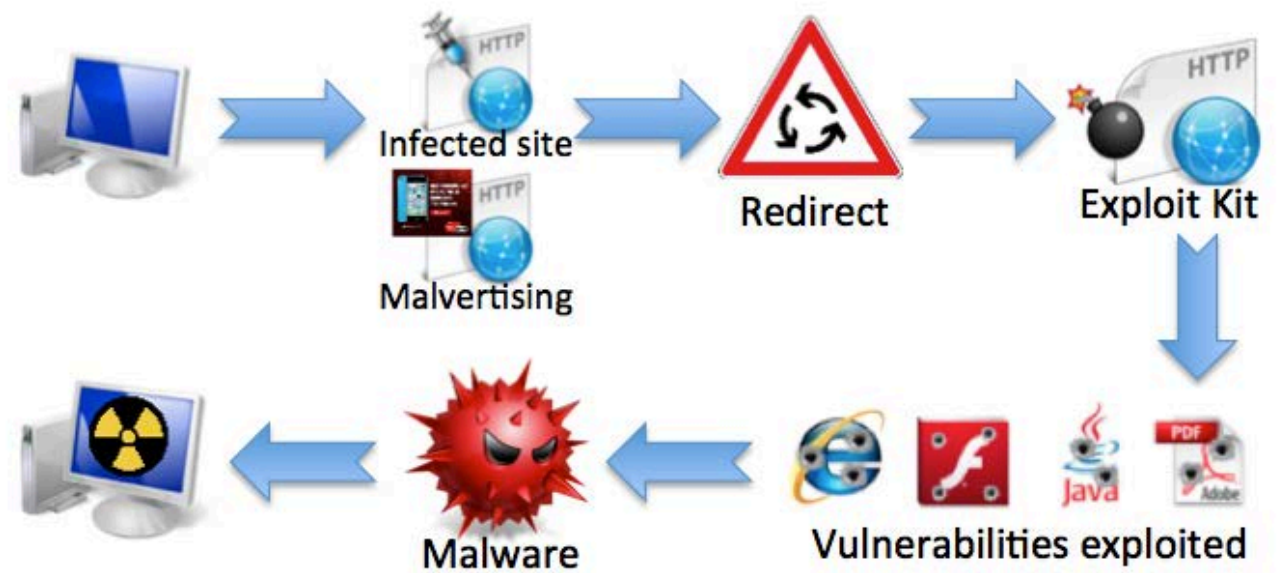 HTTP
Infected site
HTTP
Malvertising
Redirect
HTTP
Exploit Kit
Java
PDF
Adobe
Vulnerabilities exploited
Malware